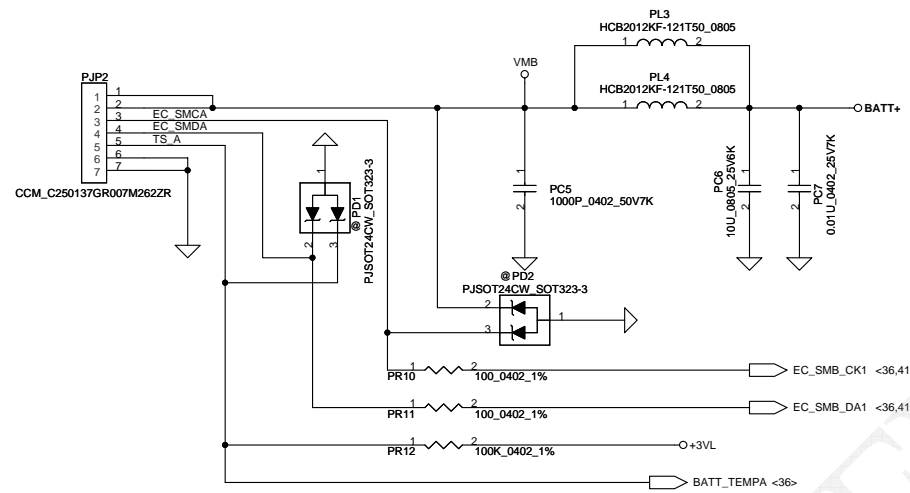 PL3
HCB2012KF-121T50_0805
1 2
VMB
PL4
HCB2012KF-121T50_0805
1 2
BATT+
PJP2
1 1
2 2
3 3 EC_SMCA
4 4 EC_SMDA
5 5 TS_A
6 6
7 7
CCM_C250137GR007M262ZR
1
@ PD1
PJSOT24CW_SOT323-3
2 3
1
2
PC5
1000P_0402_50V7K
1
2
PC6
10U_0805_25V6K
1
2
PC7
0.01U_0402_25V7K
@ PD2
PJSOT24CW_SOT323-3
2
3
1
PR10 1 2 100_0402_1% EC_SMB_CK1 <36,41
PR11 1 2 100_0402_1% EC_SMB_DA1 <36,41
PR12 1 2 100K_0402_1% +3VL
BATT_TEMPA <36>